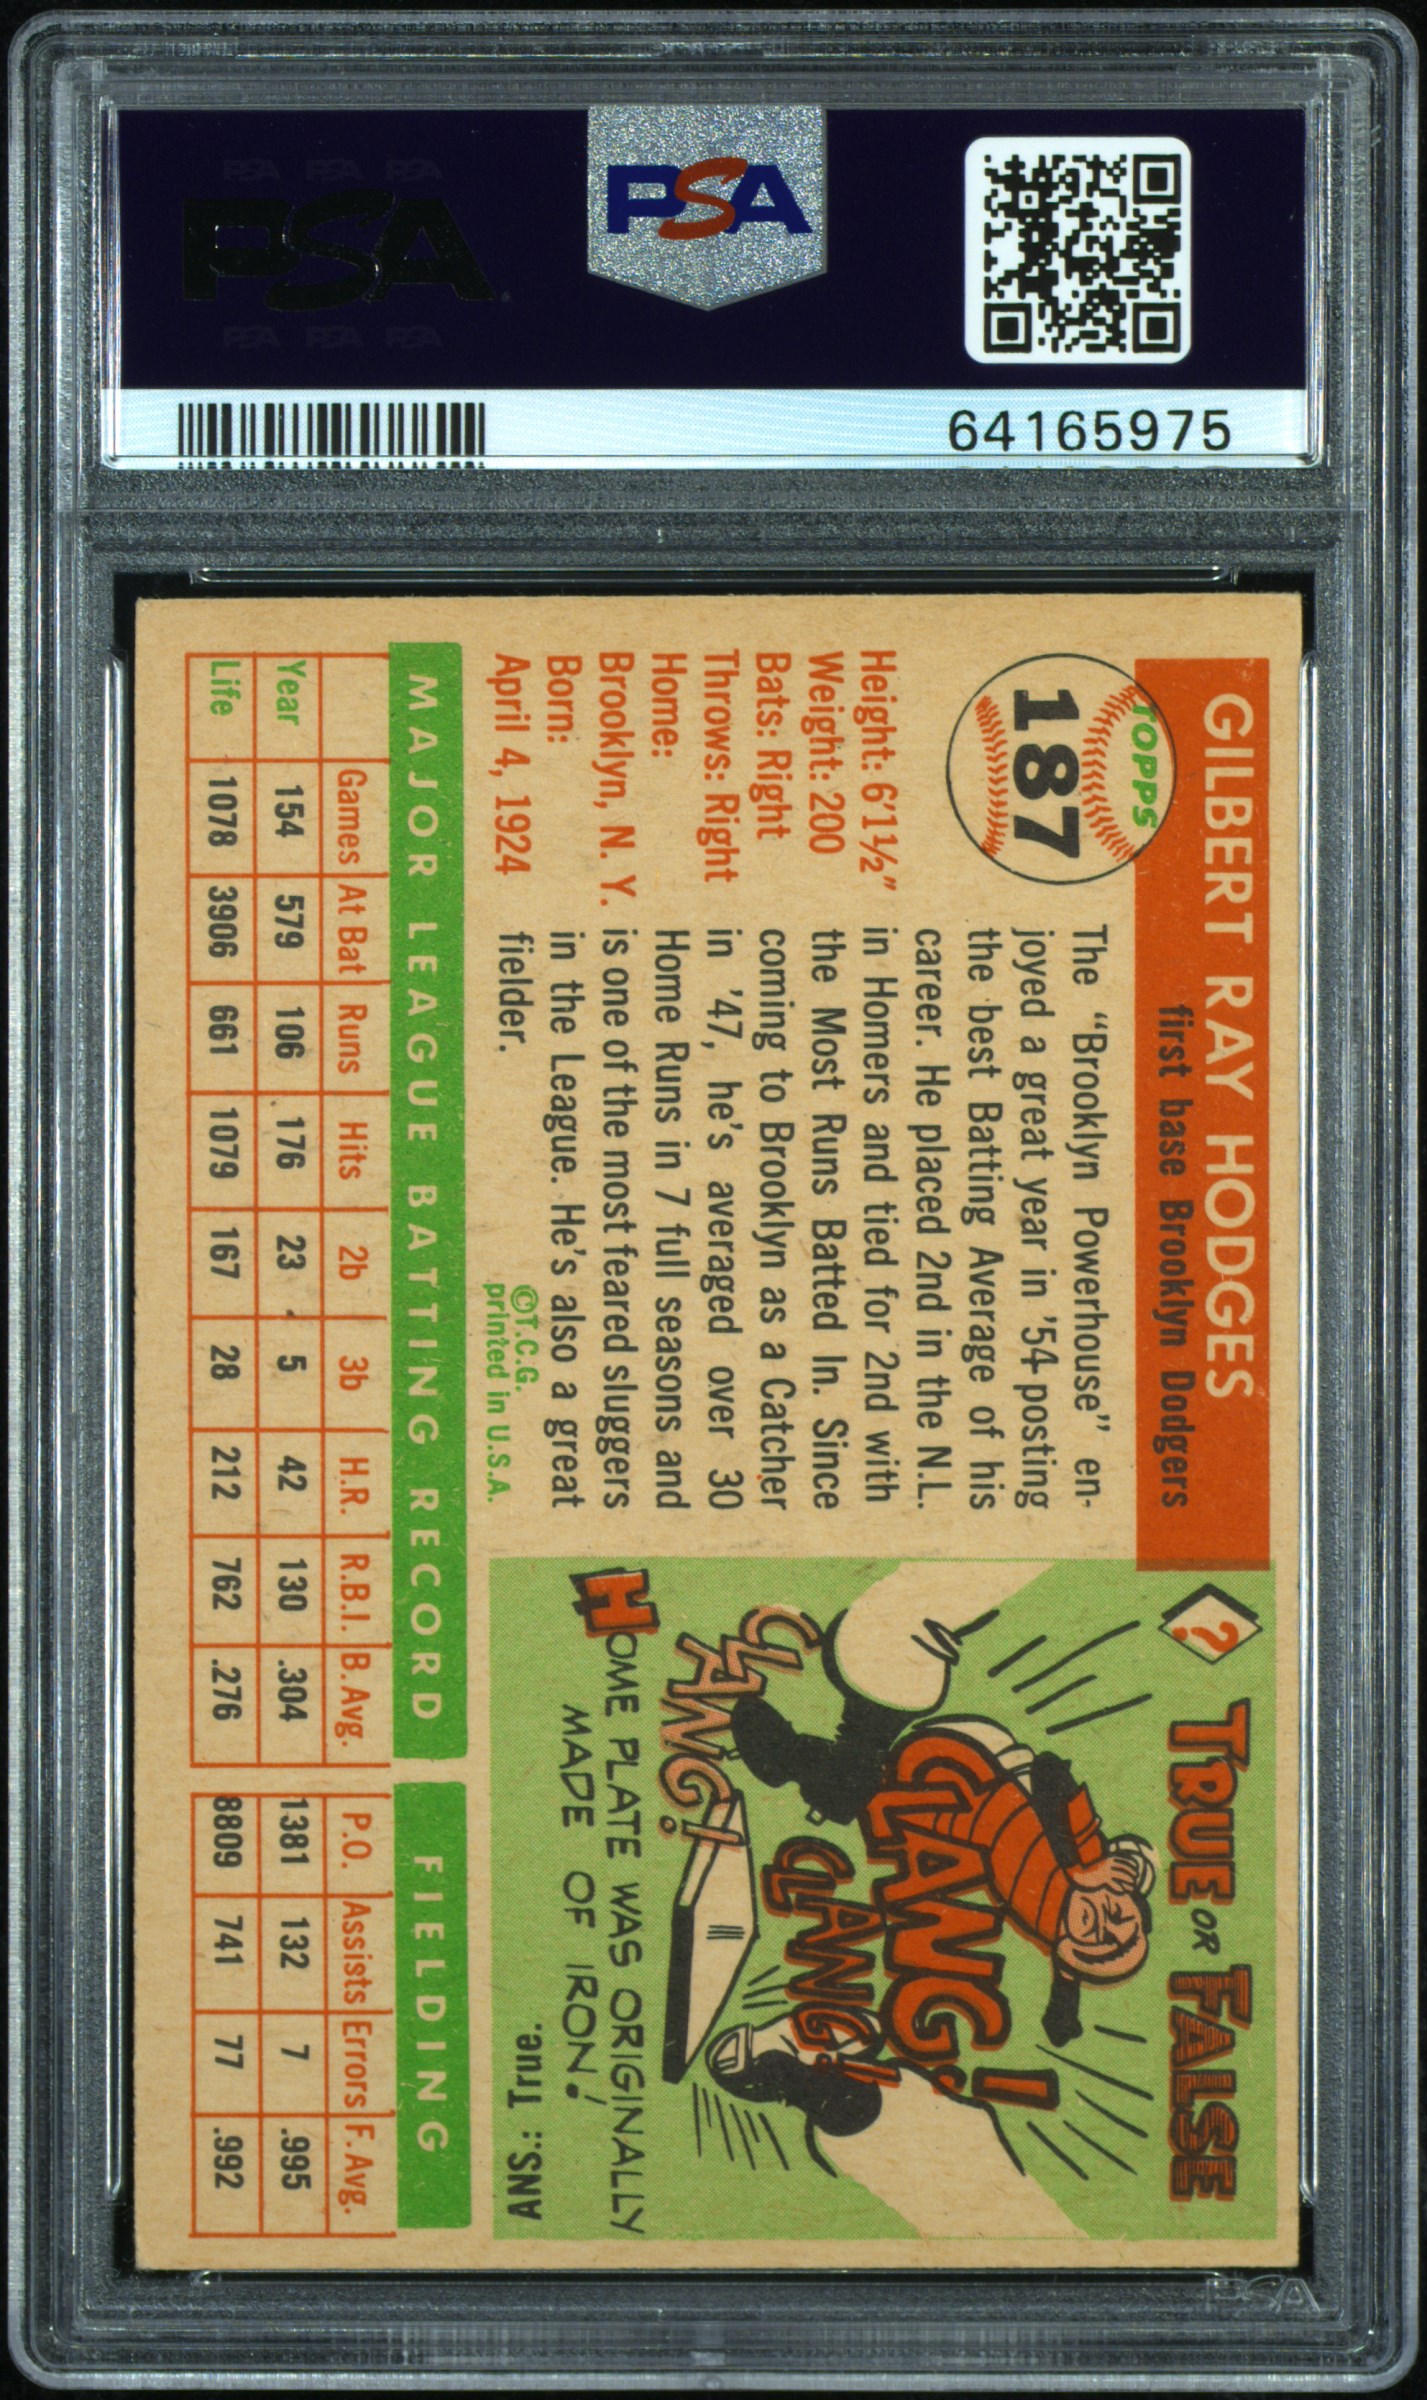 PSA PSA PSA
PSA
PSA PSA PSA
PSA
64165975
GILBERT RAY HODGES
first base Brooklyn Dodgers
TOPPS
187
Height: 6'1½"
Weight: 200
Bats: Right
Throws: Right
Home:
Brooklyn, N. Y.
Born:
April 4, 1924
The “Brooklyn Powerhouse” en-
joyed a great year in '54 posting
the best Batting Average of his
career. He placed 2nd in the N.L.
in Homers and tied for 2nd with
the Most Runs Batted In. Since
coming to Brooklyn as a Catcher
in '47, he's averaged over 30
Home Runs in 7 full seasons and
is one of the most feared sluggers
in the League. He's also a great
fielder.
©T.C.G.
printed in U.S.A.
? TRUE OR FALSE
CLANG!
CLANG!
CLANG!
HOME PLATE WAS ORIGINALLY
MADE OF IRON!
ANS.: True.
MAJOR LEAGUE BATTING RECORD FIELDING
Games At Bat Runs Hits 2b 3b H.R. R.B.I. B. Avg. P.O. Assists Errors F. Avg.
Year 154 579 106 176 23 5 42 130 .304 1381 132 7 .995
Life 1078 3906 661 1079 167 28 212 762 .276 8809 741 77 .992
PSA